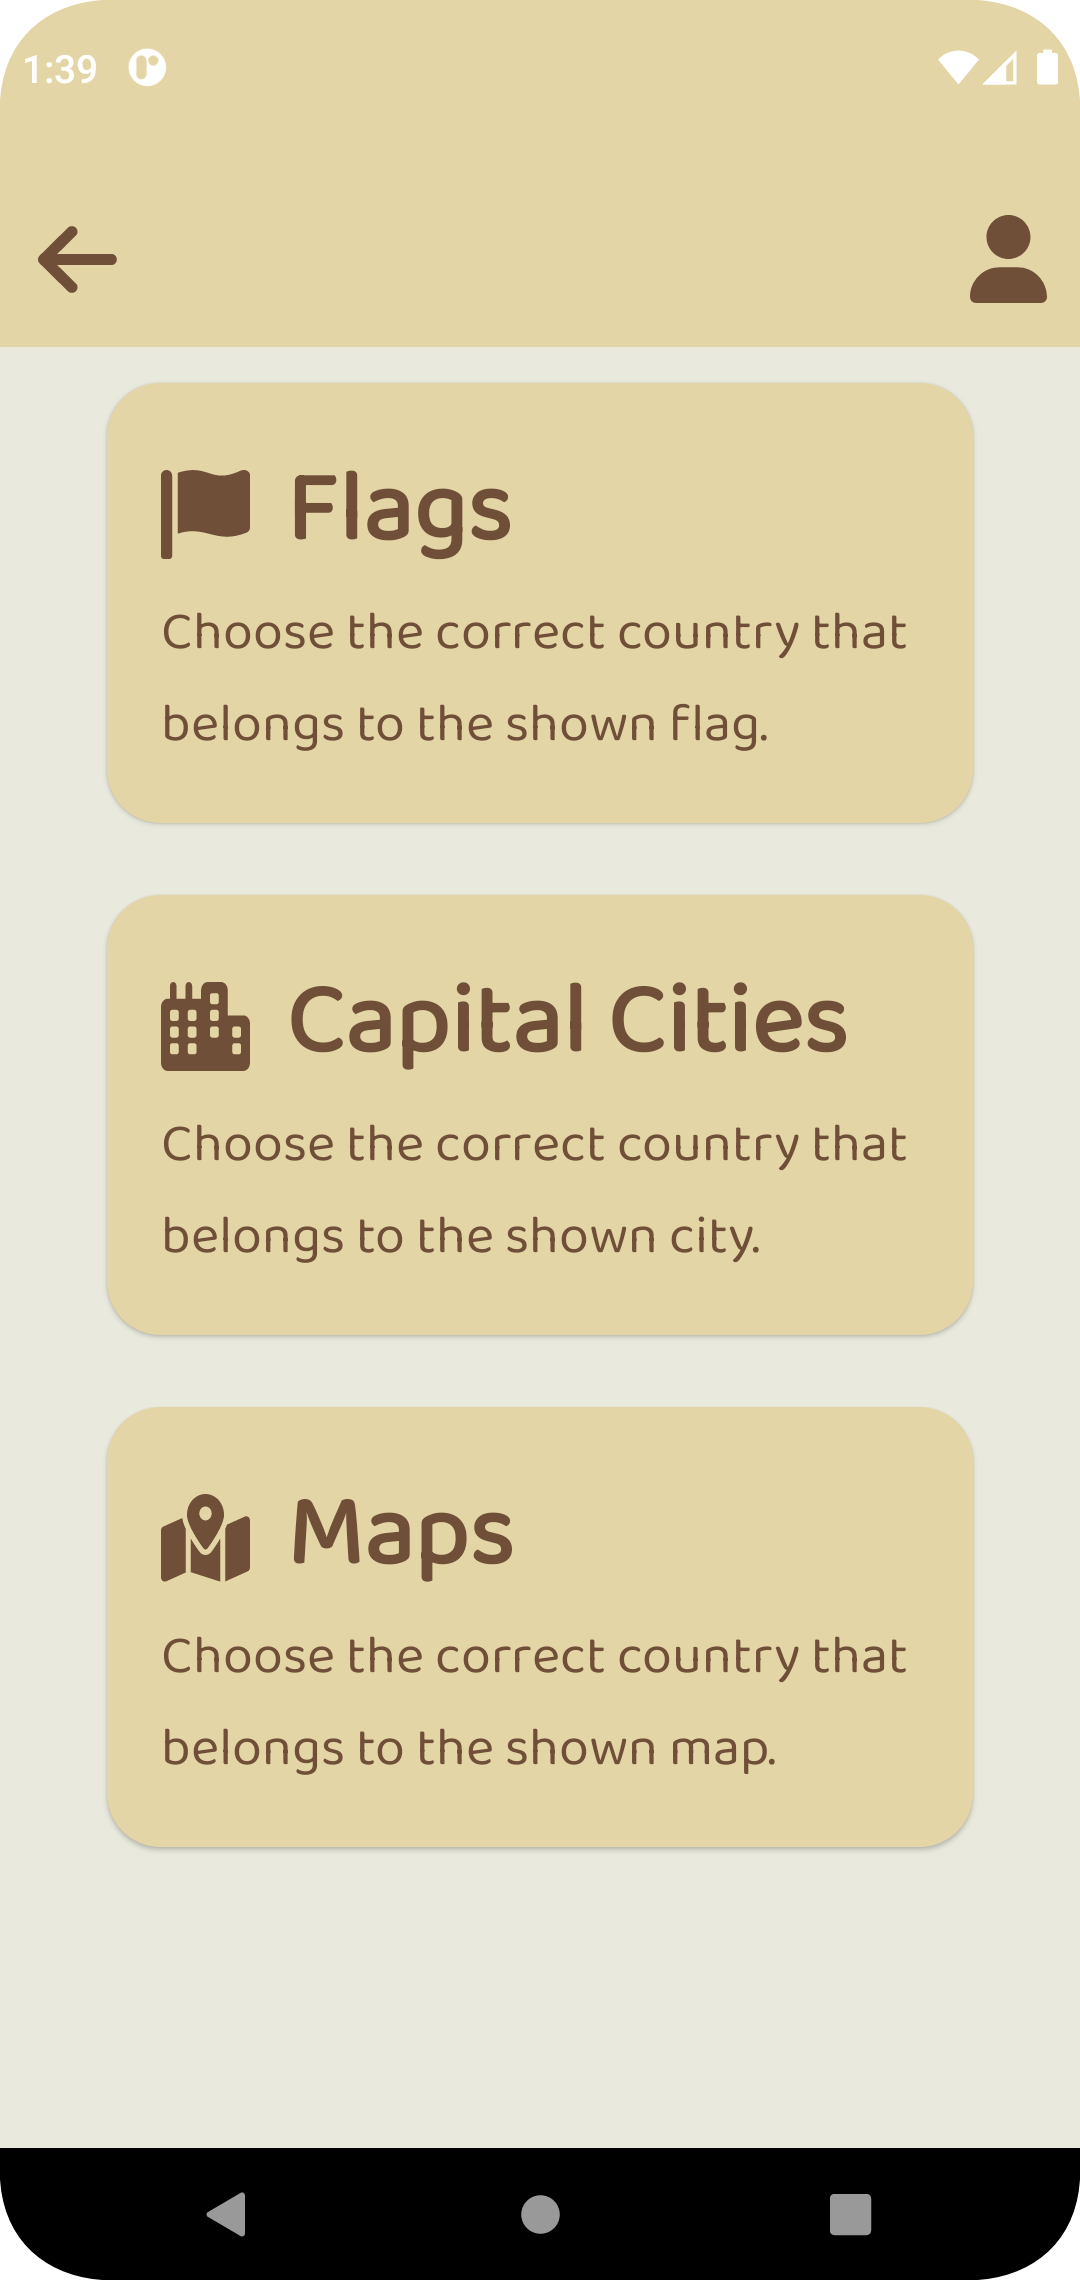 1:39
Flags
Choose the correct country that
belongs to the shown flag.
Capital Cities
Choose the correct country that
belongs to the shown city.
Maps
Choose the correct country that
belongs to the shown map.